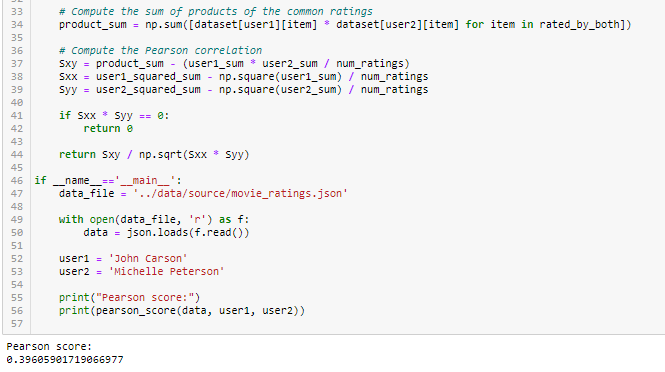 33 # Compute the sum of products of the common ratings
34 product_sum = np.sum([dataset[user1][item] * dataset[user2][item] for item in rated_by_both])
35
36 # Compute the Pearson correlation
37 Sxy = product_sum - (user1_sum * user2_sum / num_ratings)
38 Sxx = user1_squared_sum - np.square(user1_sum) / num_ratings
39 Syy = user2_squared_sum - np.square(user2_sum) / num_ratings
40
41 if Sxx * Syy == 0:
42 return 0
43
44 return Sxy / np.sqrt(Sxx * Syy)
45
46 if __name__=='__main__':
47 data_file = '../data/source/movie_ratings.json'
48
49 with open(data_file, 'r') as f:
50 data = json.loads(f.read())
51
52 user1 = 'John Carson'
53 user2 = 'Michelle Peterson'
54
55 print("Pearson score:")
56 print(pearson_score(data, user1, user2))
57
Pearson score:
0.39605901719066977